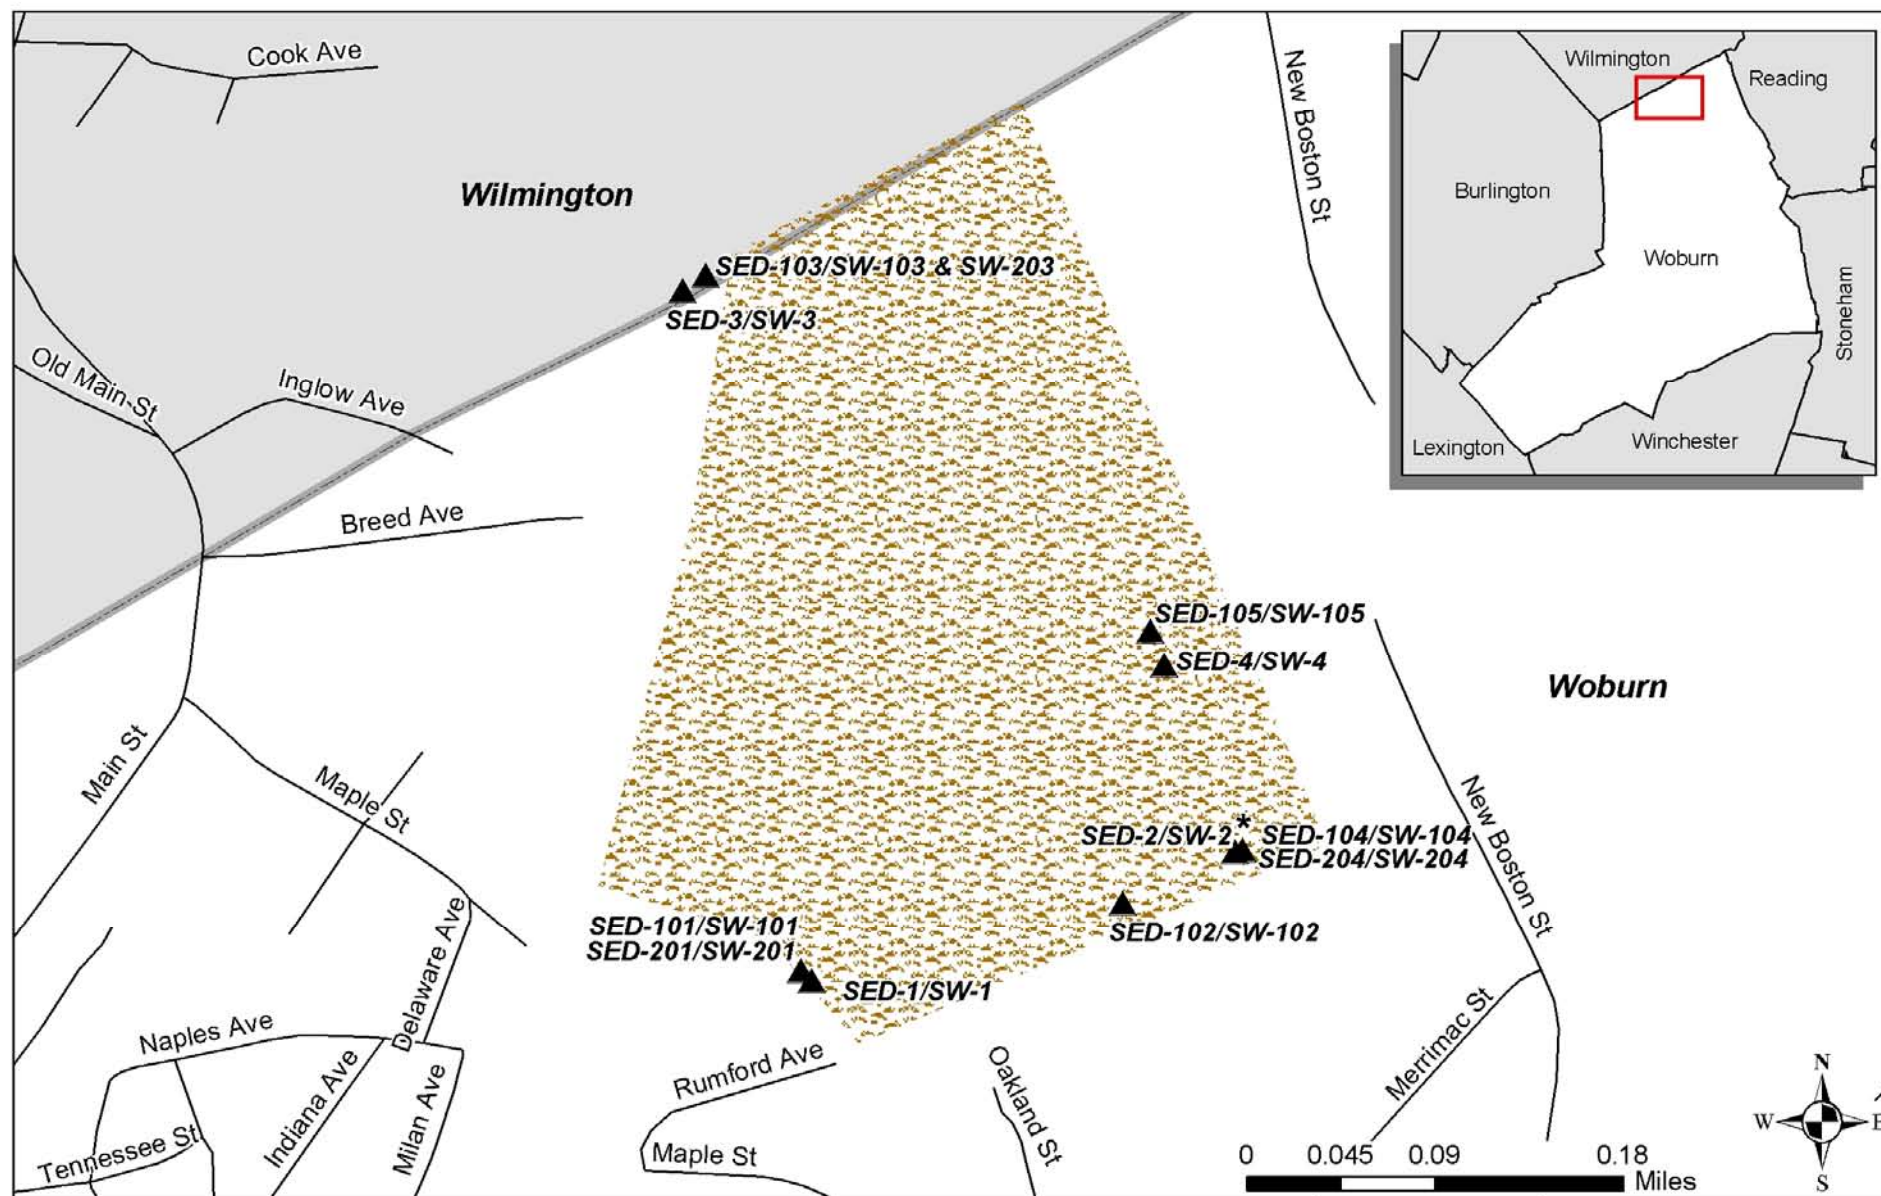 Cook Ave
New Boston St
Wilmington
Reading
Burlington
Woburn
Stoneham
Lexington
Winchester
Wilmington
SED-103/SW-103 & SW-203
SED-3/SW-3
Old Main St
Inglow Ave
Breed Ave
SED-105/SW-105
SED-4/SW-4
Woburn
Main St
Maple St
New Boston St
*
SED-2/SW-2
SED-104/SW-104
SED-204/SW-204
SED-102/SW-102
SED-101/SW-101
SED-201/SW-201
SED-1/SW-1
Delaware Ave
Naples Ave
Indiana Ave
Milan Ave
Tennessee St
Rumford Ave
Maple St
Oakland St
Merrimac St
N
W
E
S
0 0.045 0.09 0.18
Miles